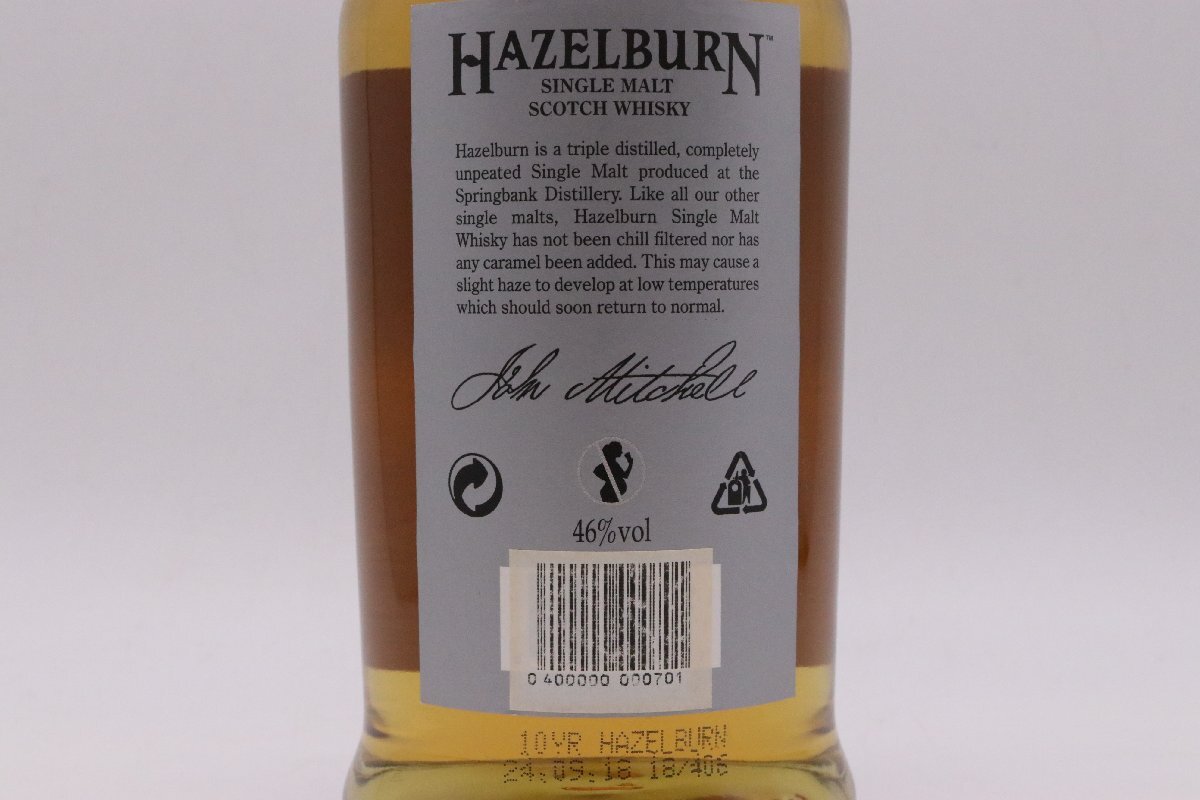 HAZELBURN™
SINGLE MALT
SCOTCH WHISKY
Hazelburn is a triple distilled, completely
unpeated Single Malt produced at the
Springbank Distillery. Like all our other
single malts, Hazelburn Single Malt
Whisky has not been chill filtered nor has
any caramel been added. This may cause a
slight haze to develop at low temperatures
which should soon return to normal.
John Mitchell
46%vol
0 400000 000701
10YR HAZELBURN
24.09.18 18/406